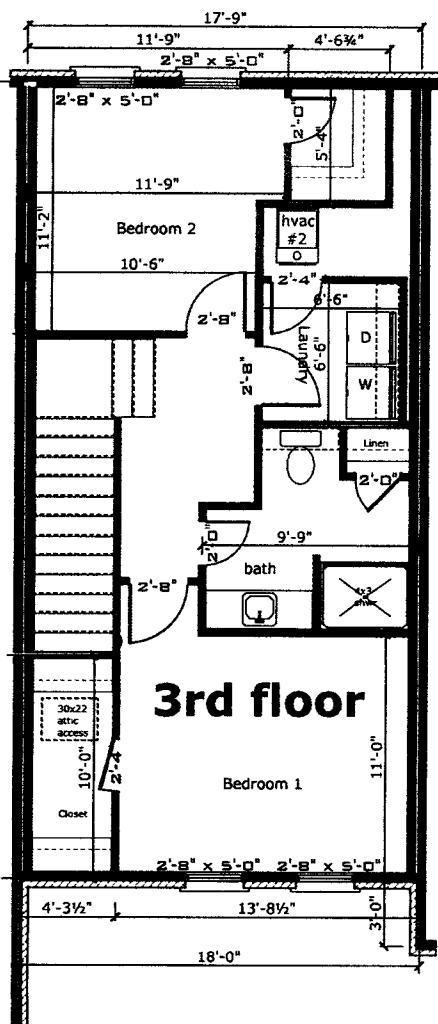 17'-9"
11'-9"
4'-6¾"
2'-8" x 5'-0"
2'-8" x 5'-0"
2'-0"
5'-4"
11'-9"
11'-2"
Bedroom 2
hvac
#2
10'-6"
2'-4"
6'-6"
2'-8"
Laundry
6'-6"
D
2'-8"
W
Linen
2'-0"
2'-0"
9'-9"
bath
2'-8"
4x3
shwr
3rd floor
30x22
attic
access
10'-0"
2'-4
11'-0"
Bedroom 1
Closet
2'-8" x 5'-0"
2'-8" x 5'-0"
4'-3½"
13'-8½"
3'-0"
18'-0"